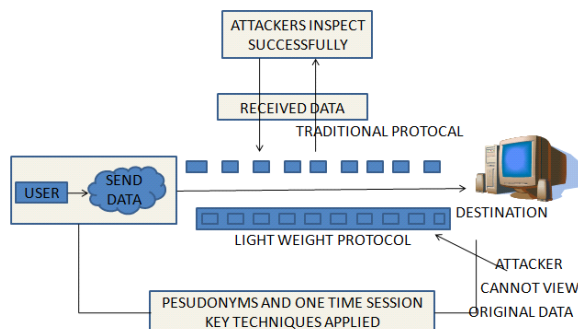 ATTACKERS INSPECT
SUCCESSFULLY
RECEIVED DATA
TRADITIONAL PROTOCAL
USER
SEND
DATA
DESTINATION
LIGHT WEIGHT PROTOCOL
ATTACKER
CANNOT VIEW
ORIGINAL DATA
PESUDONYMS AND ONE TIME SESSION
KEY TECHNIQUES APPLIED